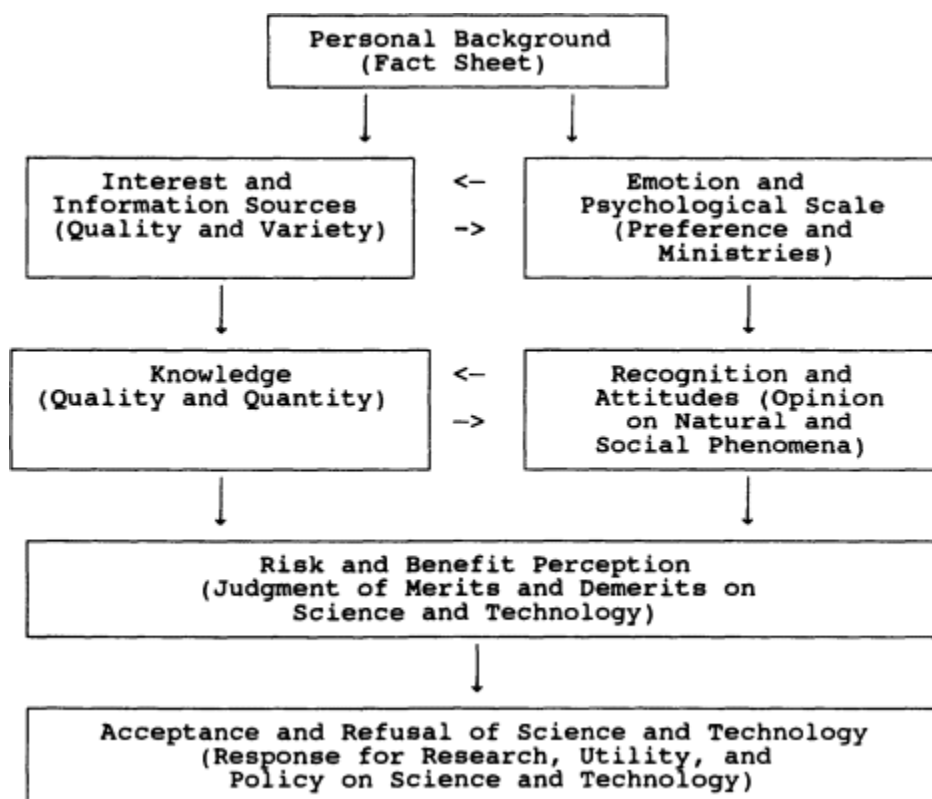 Personal Background
(Fact Sheet)
Interest and
Information Sources
(Quality and Variety)
<-
->
Emotion and
Psychological Scale
(Preference and
Ministries)
Knowledge
(Quality and Quantity)
<-
->
Recognition and
Attitudes (Opinion
on Natural and
Social Phenomena)
Risk and Benefit Perception
(Judgment of Merits and Demerits on
Science and Technology)
Acceptance and Refusal of Science and Technology
(Response for Research, Utility, and
Policy on Science and Technology)